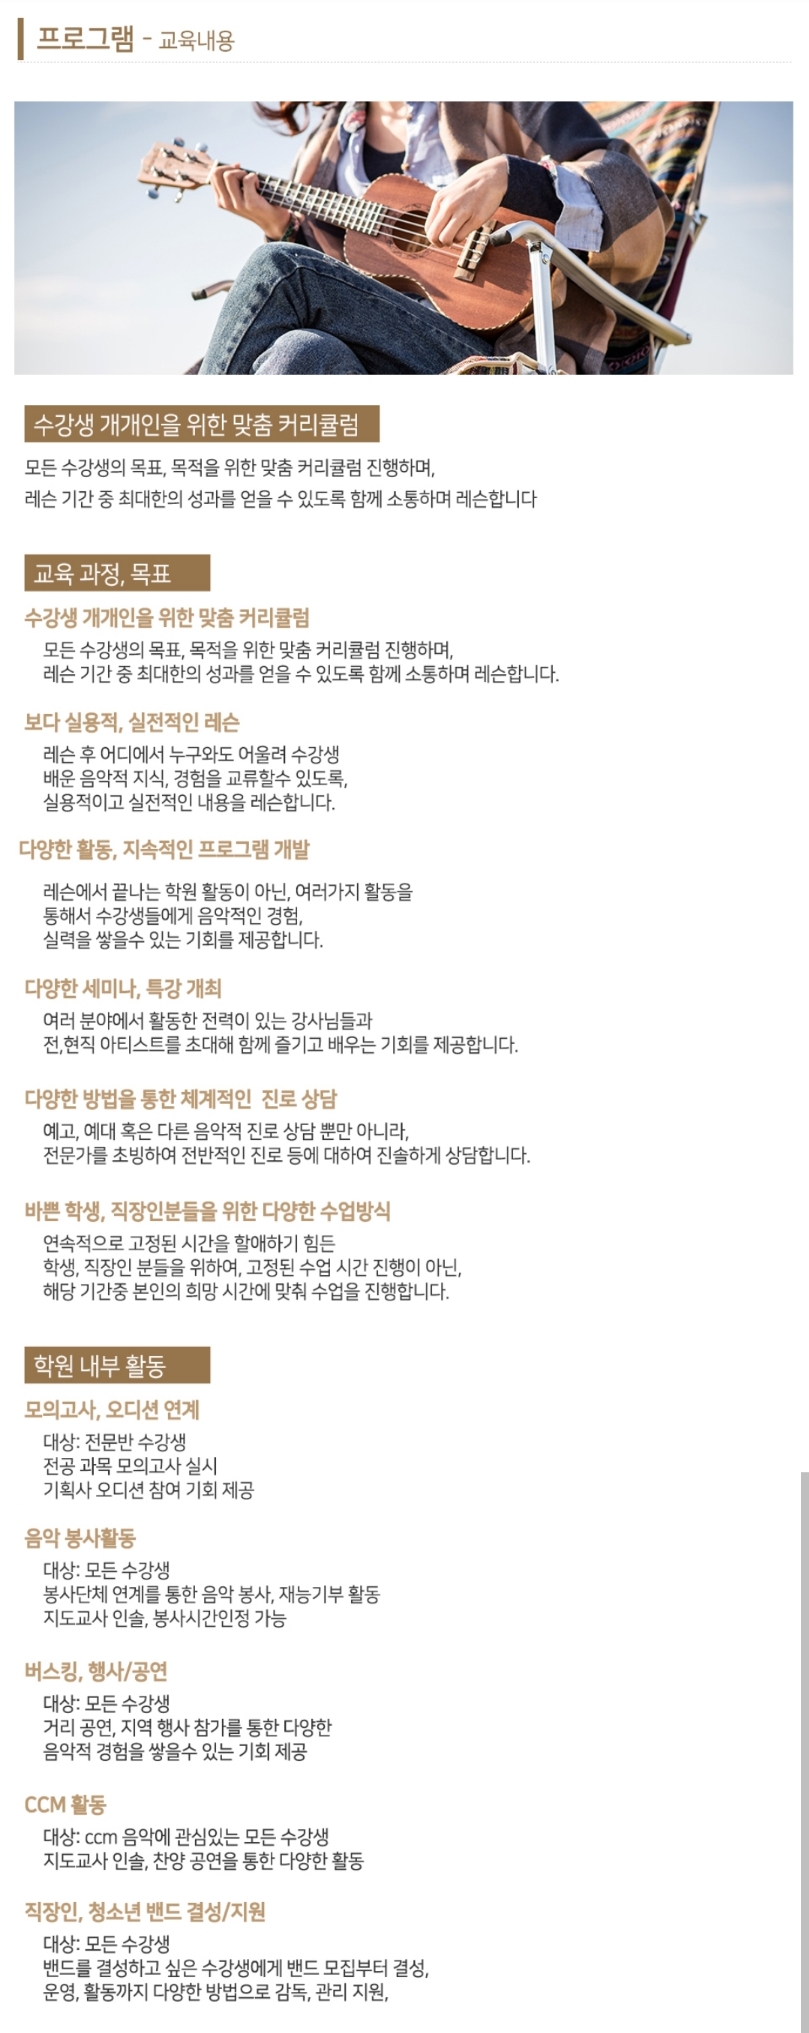 프로그램 - 교육내용
수강생 개개인을 위한 맞춤 커리큘럼
모든 수강생의 목표, 목적을 위한 맞춤 커리큘럼 진행하며,
레슨 기간 중 최대한의 성과를 얻을 수 있도록 함께 소통하며 레슨합니다
교육 과정, 목표
수강생 개개인을 위한 맞춤 커리큘럼
모든 수강생의 목표, 목적을 위한 맞춤 커리큘럼 진행하며,
레슨 기간 중 최대한의 성과를 얻을 수 있도록 함께 소통하며 레슨합니다.
보다 실용적, 실전적인 레슨
레슨 후 어디에서 누구와도 어울려 수강생
배운 음악적 지식, 경험을 교류할수 있도록,
실용적이고 실전적인 내용을 레슨합니다.
다양한 활동, 지속적인 프로그램 개발
레슨에서 끝나는 학원 활동이 아닌, 여러가지 활동을
통해서 수강생들에게 음악적인 경험,
실력을 쌓을수 있는 기회를 제공합니다.
다양한 세미나, 특강 개최
여러 분야에서 활동한 전력이 있는 강사님들과
전,현직 아티스트를 초대해 함께 즐기고 배우는 기회를 제공합니다.
다양한 방법을 통한 체계적인 진로 상담
예고, 예대 혹은 다른 음악적 진로 상담 뿐만 아니라,
전문가를 초빙하여 전반적인 진로 등에 대하여 진솔하게 상담합니다.
바쁜 학생, 직장인분들을 위한 다양한 수업방식
연속적으로 고정된 시간을 할애하기 힘든
학생, 직장인 분들을 위하여, 고정된 수업 시간 진행이 아닌,
해당 기간중 본인의 희망 시간에 맞춰 수업을 진행합니다.
학원 내부 활동
모의고사, 오디션 연계
대상: 전문반 수강생
전공 과목 모의고사 실시
기획사 오디션 참여 기회 제공
음악 봉사활동
대상: 모든 수강생
봉사단체 연계를 통한 음악 봉사, 재능기부 활동
지도교사 인솔, 봉사시간인정 가능
버스킹, 행사/공연
대상: 모든 수강생
거리 공연, 지역 행사 참가를 통한 다양한
음악적 경험을 쌓을수 있는 기회 제공
CCM 활동
대상: ccm 음악에 관심있는 모든 수강생
지도교사 인솔, 찬양 공연을 통한 다양한 활동
직장인, 청소년 밴드 결성/지원
대상: 모든 수강생
밴드를 결성하고 싶은 수강생에게 밴드 모집부터 결성,
운영, 활동까지 다양한 방법으로 감독, 관리 지원,